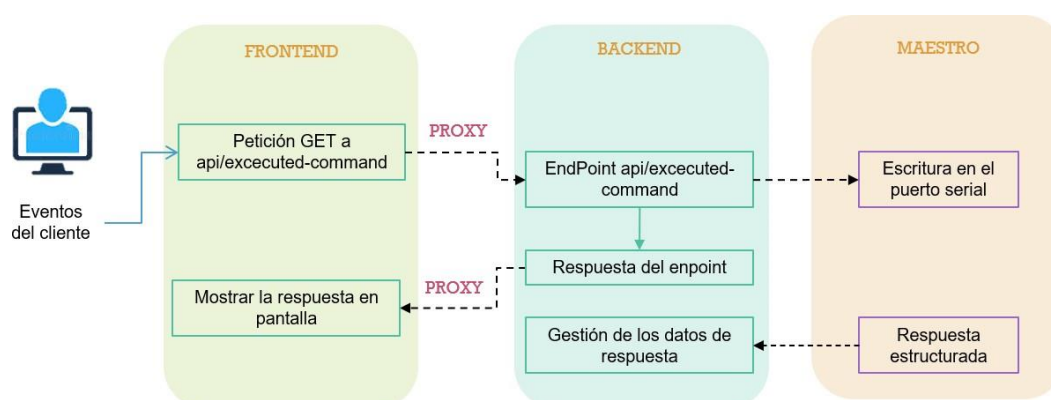 FRONTEND
BACKEND
MAESTRO
Petición GET a
api/excecuted-command
PROXY
EndPoint api/excecuted-
command
Escritura en el
puerto serial
Eventos
del cliente
Respuesta del enpoint
PROXY
Mostrar la respuesta en
pantalla
Gestión de los datos de
respuesta
Respuesta
estructurada